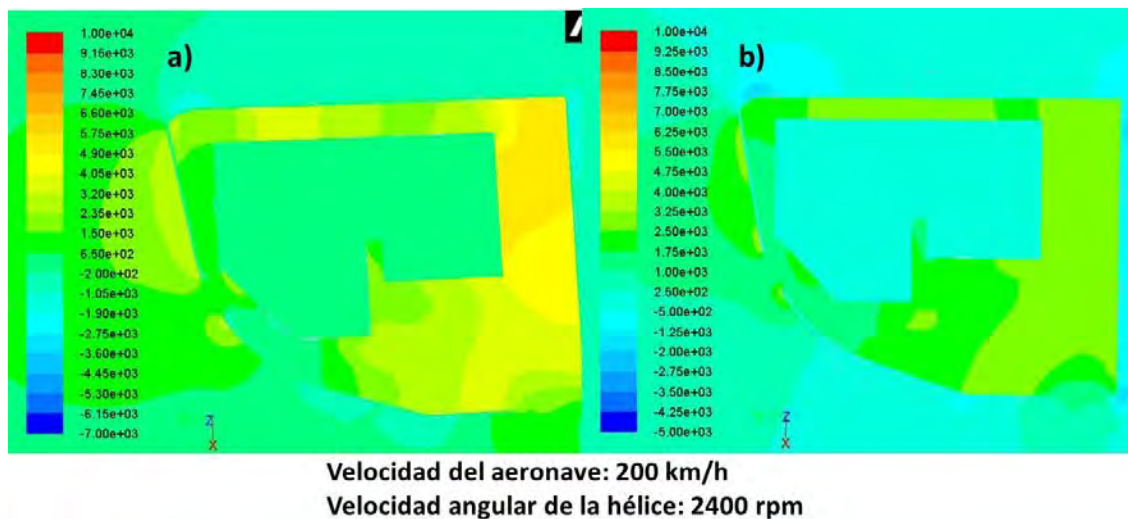 a)
1.00e+04
9.15e+03
8.30e+03
7.45e+03
6.60e+03
5.75e+03
4.90e+03
4.05e+03
3.20e+03
2.35e+03
6.50e+02
-2.00e+02
-1.05e+03
-1.90e+03
-2.75e+03
-3.60e+03
-4.45e+03
-5.30e+03
-6.15e+03
-7.00e+03
Z
X
b)
1.00e+04
9.25e+03
8.50e+03
7.75e+03
7.00e+03
6.25e+03
5.50e+03
4.75e+03
4.00e+03
3.25e+03
2.50e+03
1.75e+03
1.00e+03
2.50e+02
-5.00e+02
-1.25e+03
-2.00e+03
-2.75e+03
-3.50e+03
-4.25e+03
-5.00e+03
Z
X
Velocidad del aeronave: 200 km/h
Velocidad angular de la hélice: 2400 rpm